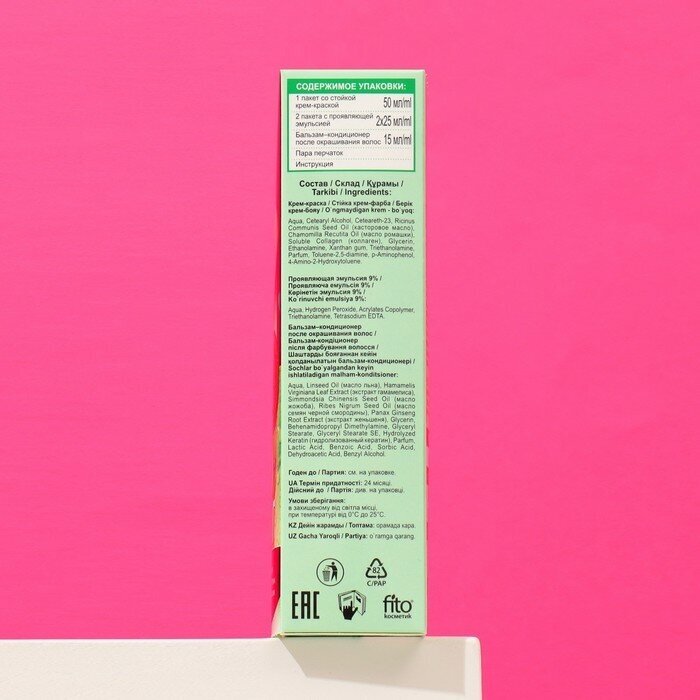 СОДЕРЖИМОЕ УПАКОВКИ:
1 пакет со стойкой
крем-краской 50 мл/ml
2 пакета с проявляющей
эмульсией 2х25 мл/ml
Бальзам–кондиционер
после окрашивания волос 15 мл/ml
Пара перчаток
Инструкция
Состав / Склад / Құрамы /
Tarkibi / Ingredients:
Крем-краска / Стійка крем-фарба / Берік
крем-бояу / O`ngmaydigan krem - bo yoq:
Aqua, Cetearyl Alcohol, Ceteareth-23, Ricinus
Communis Seed Oil (касторовое масло),
Chamomilla Recutita Oil (масло ромашки),
Soluble Collagen (коллаген), Glycerin,
Ethanolamine, Xanthan gum, Triethanolamine,
Parfum, Toluene-2,5-diamine, p-Aminophenol,
4-Amino-2-Hydroxytoluene.
Проявляющая эмульсия 9% /
Проявляюча емульсія 9% /
Көрінетін эмульсия 9% /
Ko`rinuvchi emulsiya 9%:
Aqua, Hydrogen Peroxide, Acrylates Copolymer,
Triethanolamine, Tetrasodium EDTA.
Бальзам–кондиционер
после окрашивания волос /
Бальзам-кондіціонер
після фарбування волосся /
Шаштарды бояғаннан кейін
қолданылатын бальзам-кондиционері /
Sochlar bo`yalgandan keyin
ishlatiladigan malham-konditsioner:
Aqua, Linseed Oil (масло льна), Hamamelis
Virginiana Leaf Extract (экстракт гамамелиса),
Simmondsia Chinensis Seed Oil (масло
жожоба), Ribes Nigrum Seed Oil (масло
семян черной смородины), Panax Ginseng
Root Extract (экстракт женьшеня), Glycerin,
Behenamidopropyl Dimethylamine, Glyceryl
Stearate, Glyceryl Stearate SE, Hydrolyzed
Keratin (гидролизованный кератин), Parfum,
Lactic Acid, Benzoic Acid, Sorbic Acid,
Dehydroacetic Acid, Benzyl Alcohol.
Годен до / Партия: см. на упаковке.
UA Термін придатності: 24 місяці.
Дійсний до / Партія: див. на упаковці.
Умови зберігання:
в захищеному від світла місці,
при температурі від 0°С до 25°С.
KZ Дейін жарамды / Топтама: орамада қара.
UZ Gacha Yaroqli / Partiya: o`ramga qarang.
82
C/PAP
EAC
fito
косметик